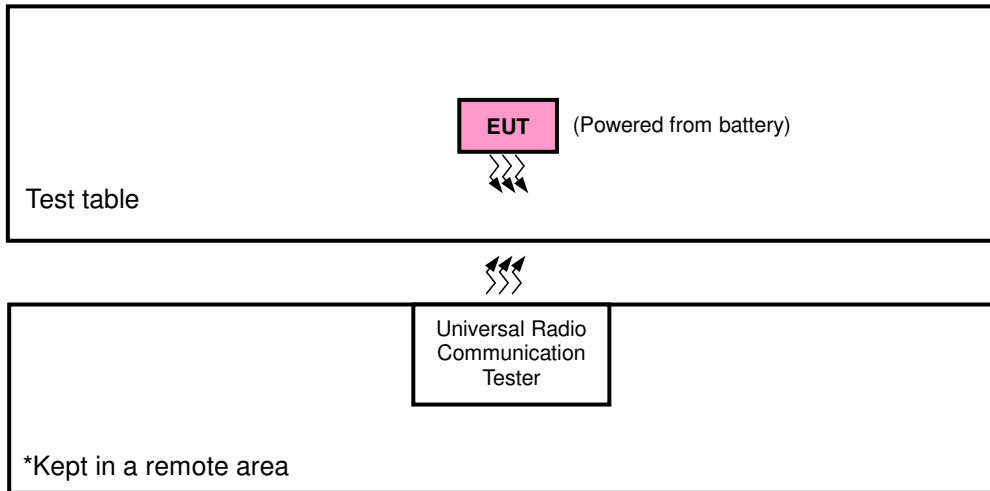 EUT
(Powered from battery)
Test table
Universal Radio
Communication
Tester
*Kept in a remote area